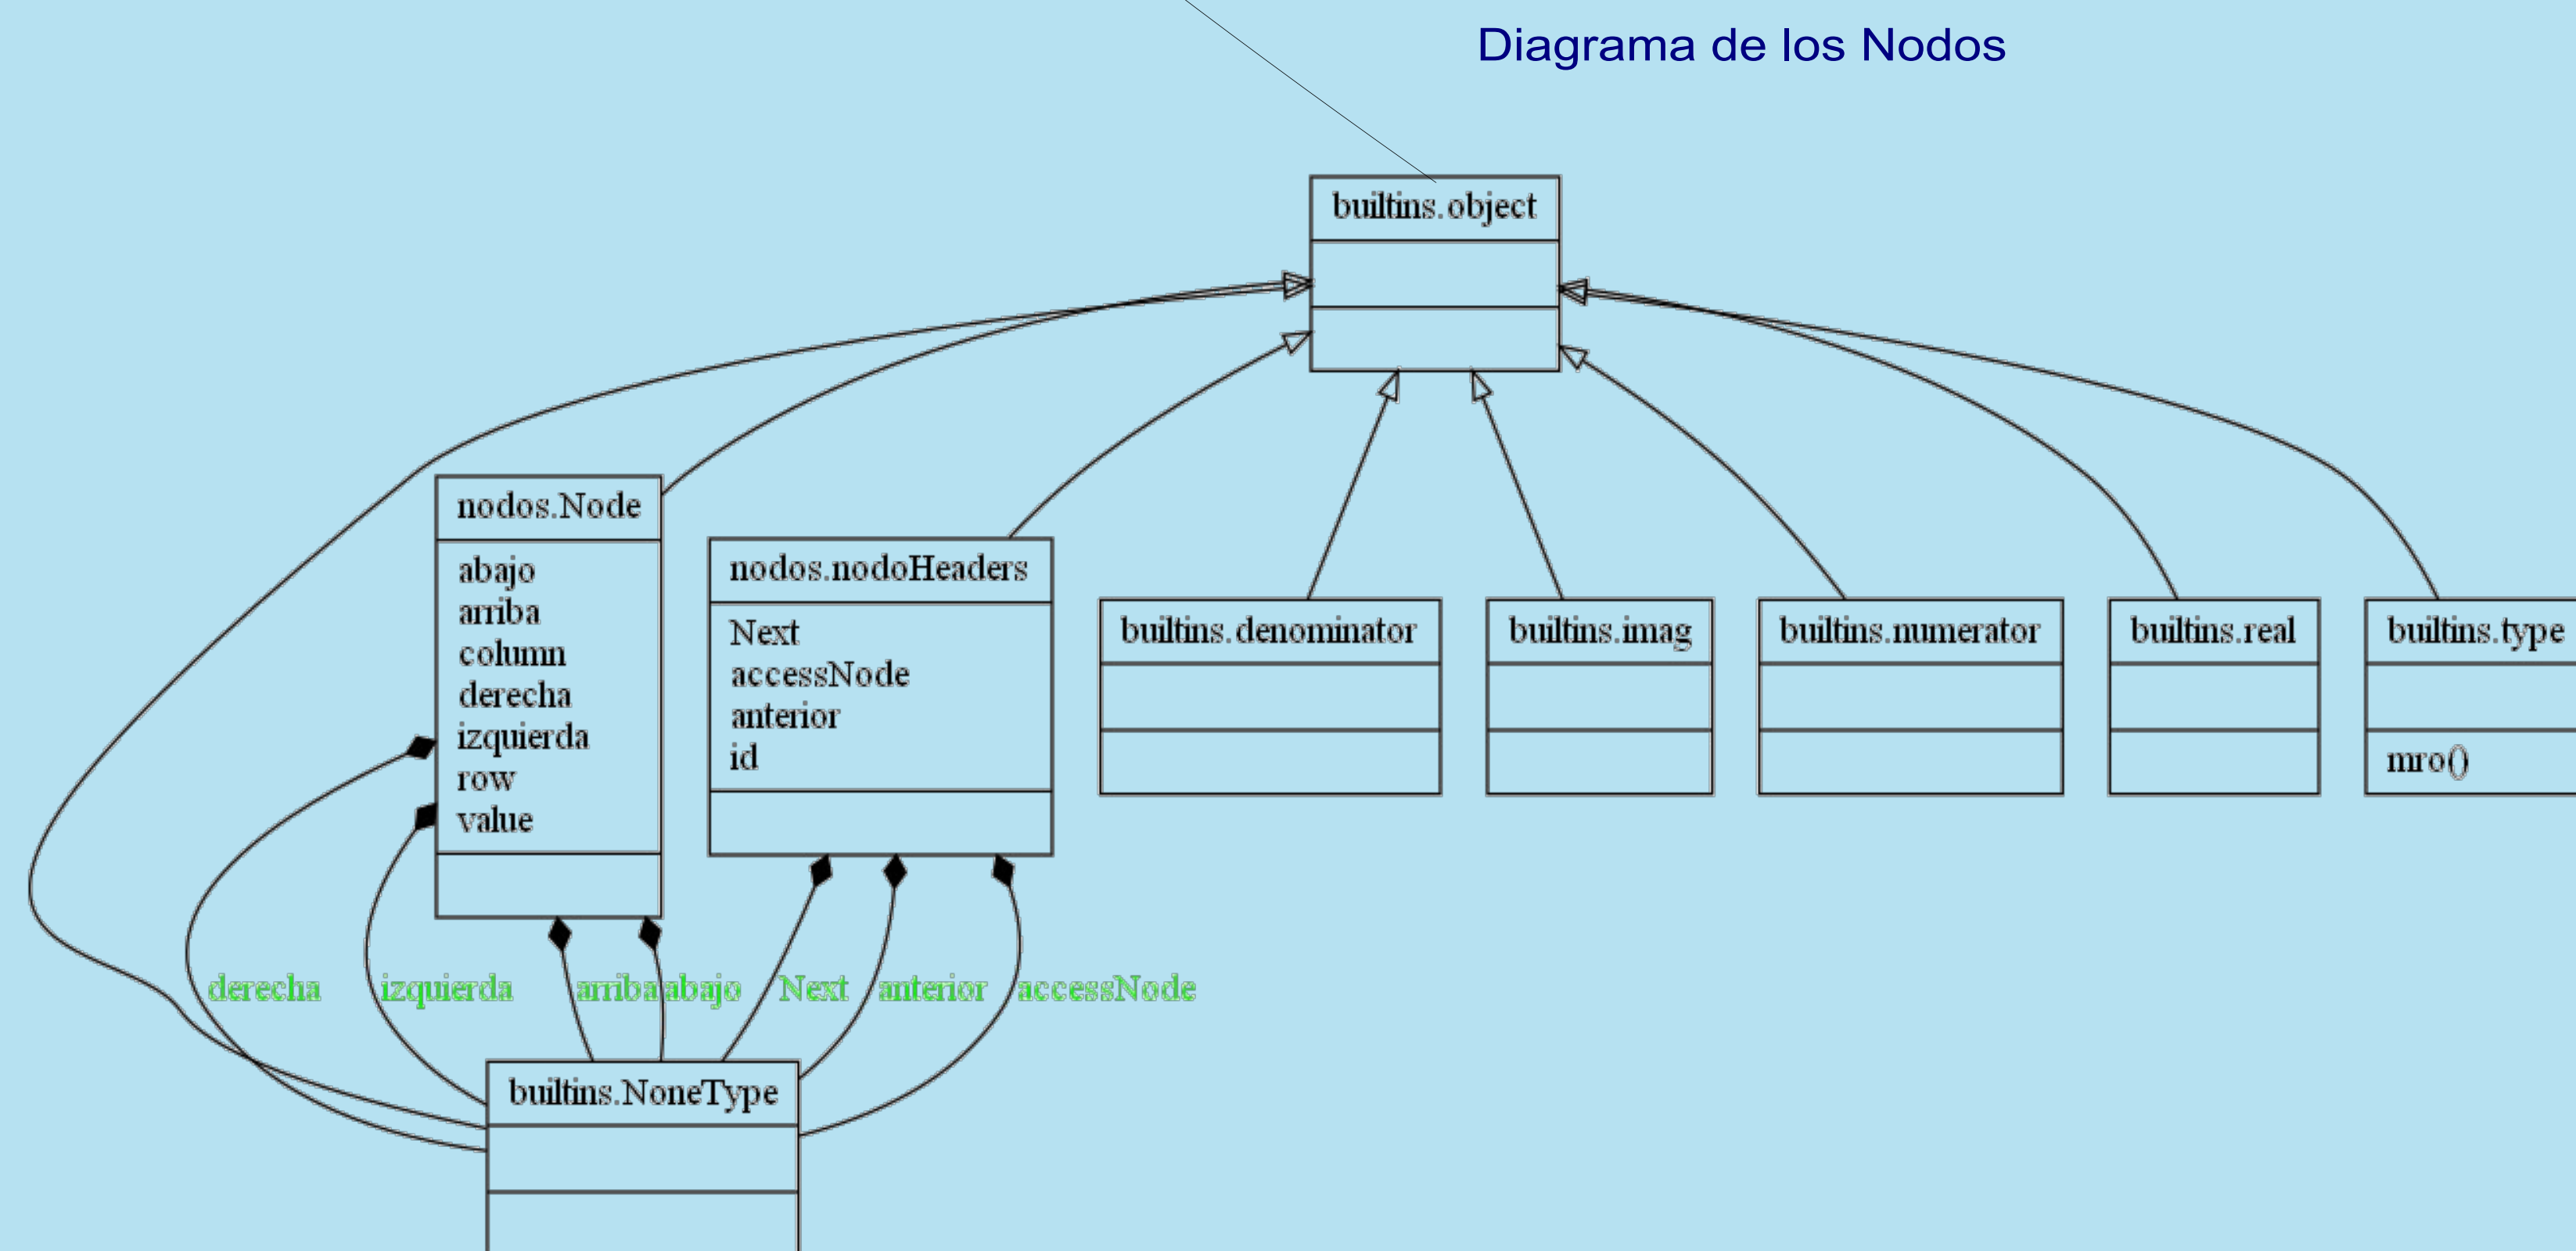 Diagrama de los Nodos
builtins.object
nodos.Node
abajo
arriba
column
derecha
izquierda
row
value
nodos.nodoHeaders
Next
accessNode
anterior
id
builtins.denominator
builtins.imag
builtins.numerator
builtins.real
builtins.type
mro()
derecha
izquierda
arriba
abajo
Next
anterior
accessNode
builtins.NoneType